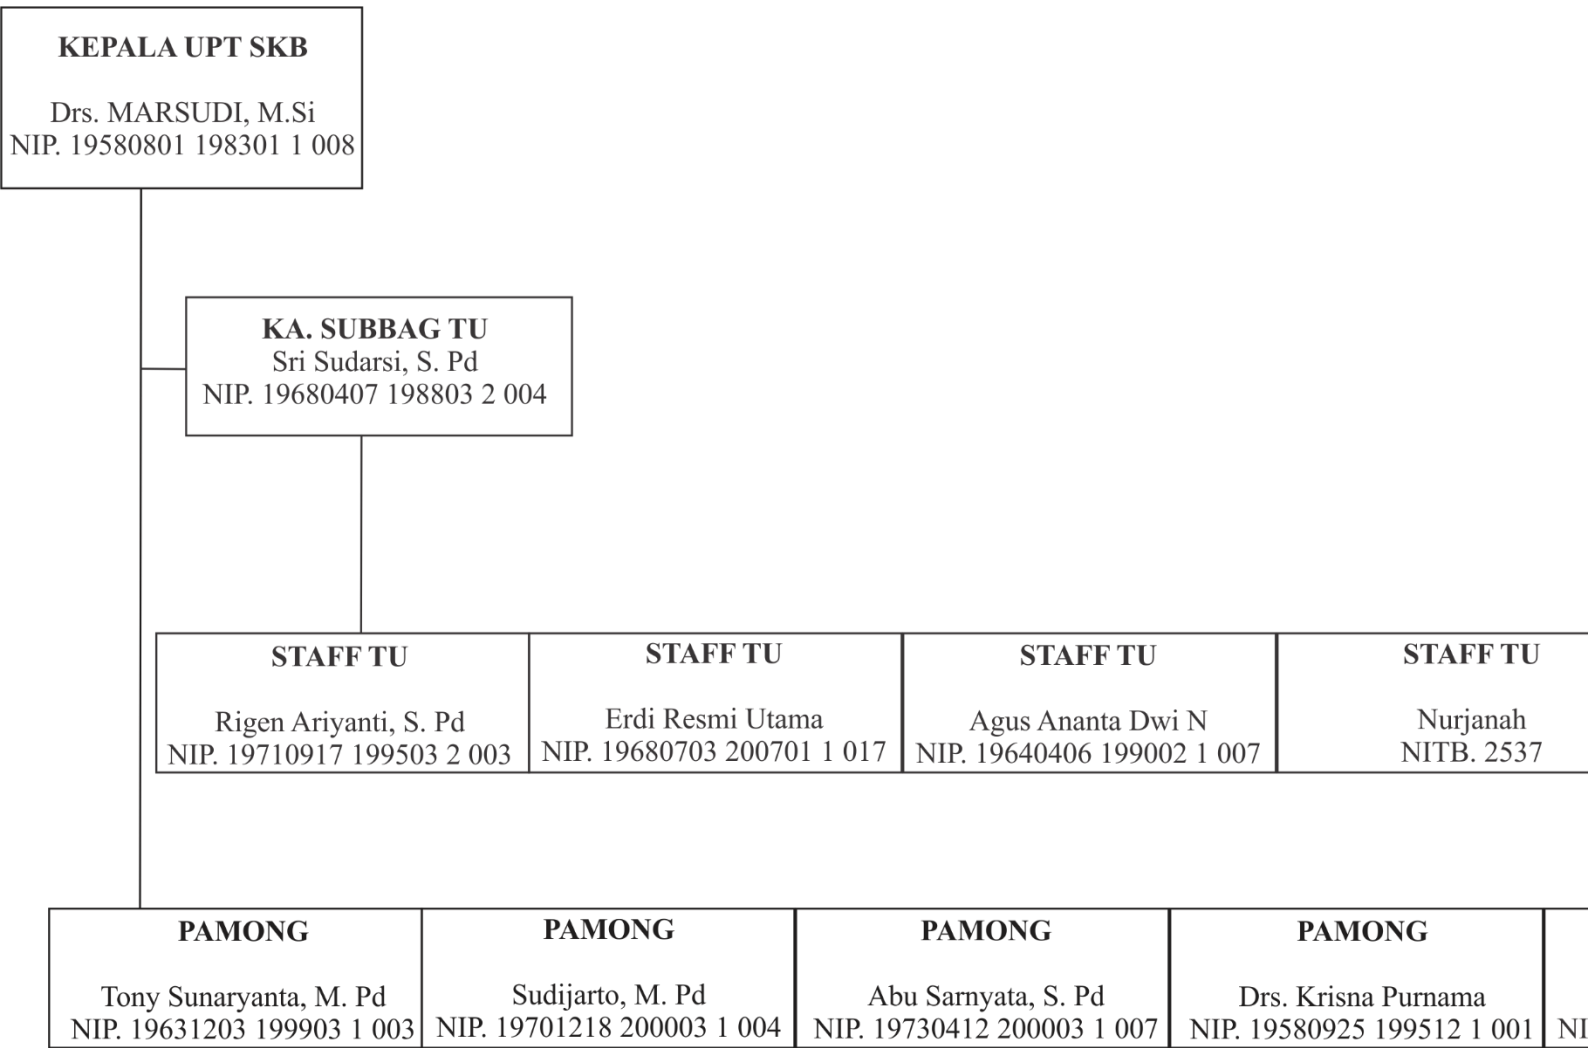 KEPALA UPT SKB
Drs. MARSUDI, M.Si
NIP. 19580801 198301 1 008
KA. SUBBAG TU
Sri Sudarsi, S. Pd
NIP. 19680407 198803 2 004
STAFF TU
Rigen Ariyanti, S. Pd
NIP. 19710917 199503 2 003
STAFF TU
Erdi Resmi Utama
NIP. 19680703 200701 1 017
STAFF TU
Agus Ananta Dwi N
NIP. 19640406 199002 1 007
STAFF TU
Nurjanah
NITB. 2537
PAMONG
Tony Sunaryanta, M. Pd
NIP. 19631203 199903 1 003
PAMONG
Sudijarto, M. Pd
NIP. 19701218 200003 1 004
PAMONG
Abu Sarnyata, S. Pd
NIP. 19730412 200003 1 007
PAMONG
Drs. Krisna Purnama
NIP. 19580925 199512 1 001